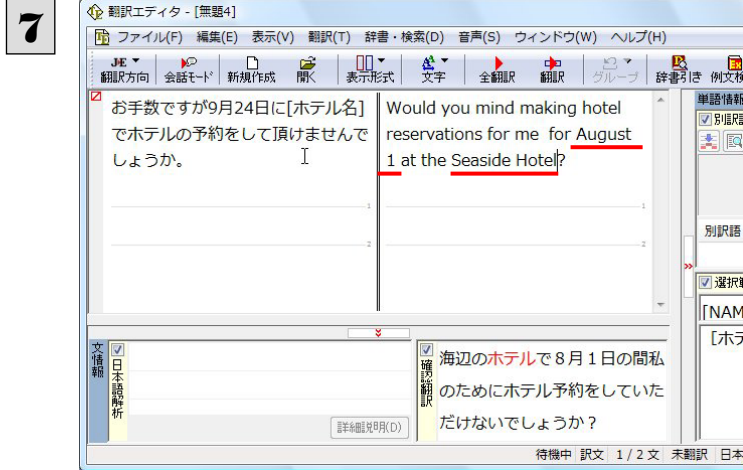 7
翻訳エディタ - [無題4]
ファイル(F) 編集(E) 表示(V) 翻訳(T) 辞書・検索(D) 音声(S) ウィンドウ(W) ヘルプ(H)
J-E
翻訳方向 会話モード 新規作成 開く 表示形式 文字 全翻訳 翻訳 グループ 辞書引き 例文検
お手数ですが9月24日に[ホテル名]
でホテルの予約をして頂けませんで
しょうか。
Would you mind making hotel
reservations for me for August
1 at the Seaside Hotel?
1
2
1
2
単語情報
別訳語
別訳語
選択
[NAM
[ホテ
文情報
日本語解析
詳細説明(D)
確認翻訳
海辺のホテルで8月1日の間私
のためにホテル予約をしていた
だけないでしょうか?
待機中 訳文 1/2文 未翻訳 日本